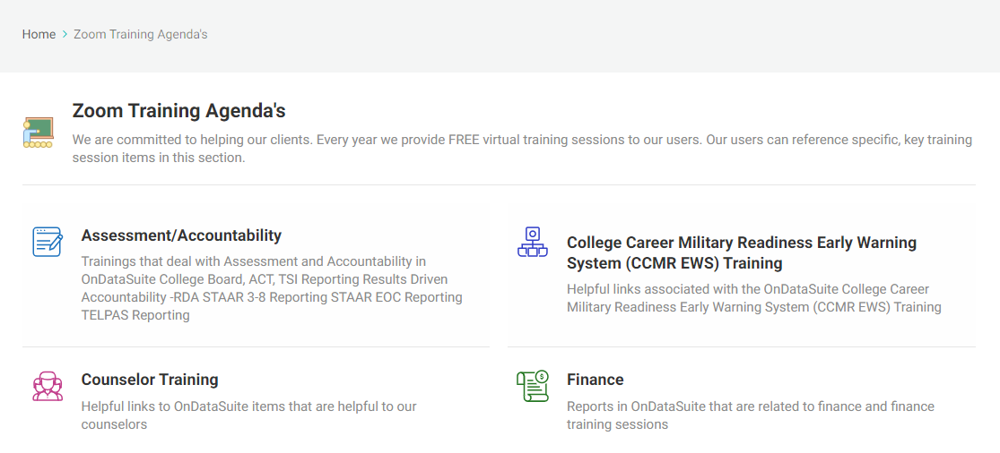 Home > Zoom Training Agenda's
Zoom Training Agenda's
We are committed to helping our clients. Every year we provide FREE virtual training sessions to our users. Our users can reference specific, key training
session items in this section.
Assessment/Accountability
Trainings that deal with Assessment and Accountability in
OnDataSuite College Board, ACT, TSI Reporting Results Driven
Accountability -RDA STAAR 3-8 Reporting STAAR EOC Reporting
TELPAS Reporting
College Career Military Readiness Early Warning
System (CCMR EWS) Training
Helpful links associated with the OnDataSuite College Career
Military Readiness Early Warning System (CCMR EWS) Training
Counselor Training
Helpful links to OnDataSuite items that are helpful to our
counselors
Finance
Reports in OnDataSuite that are related to finance and finance
training sessions